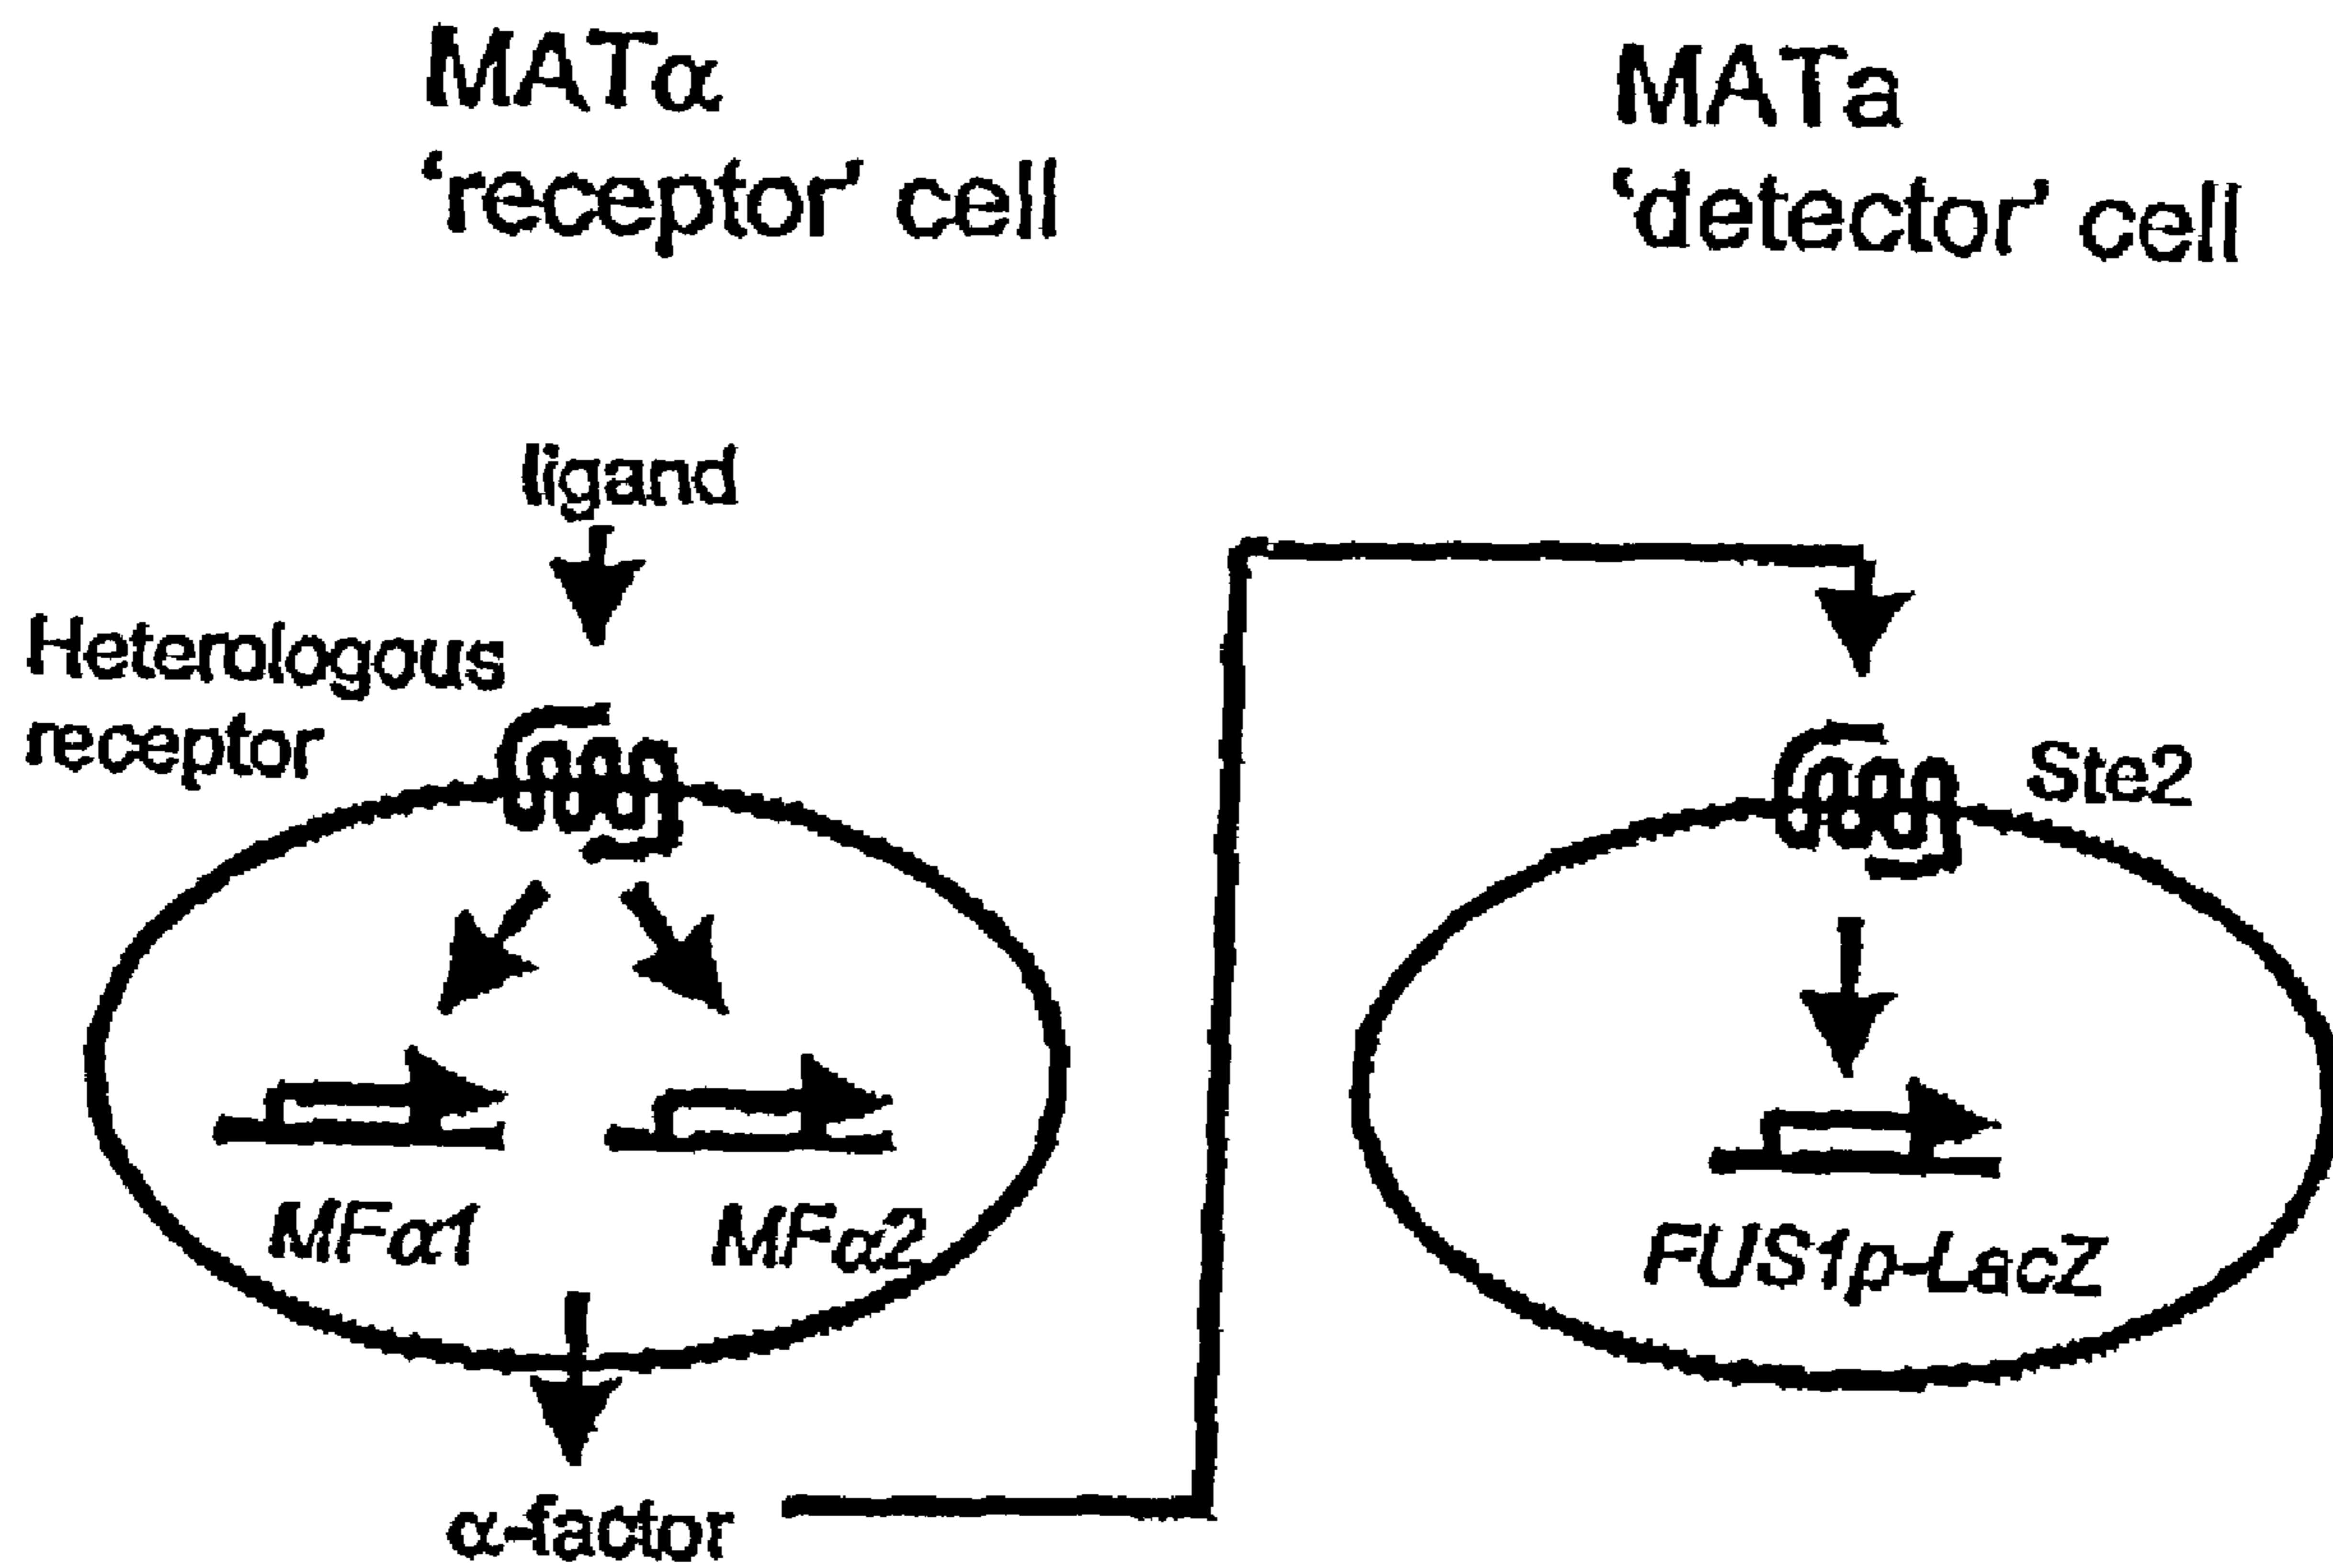 MATα
'receptor' cell
MATa
'detector' cell
ligand
Heterologous
receptor
Ste2
MFα1
MFα2
FUS1p-LacZ
α-factor